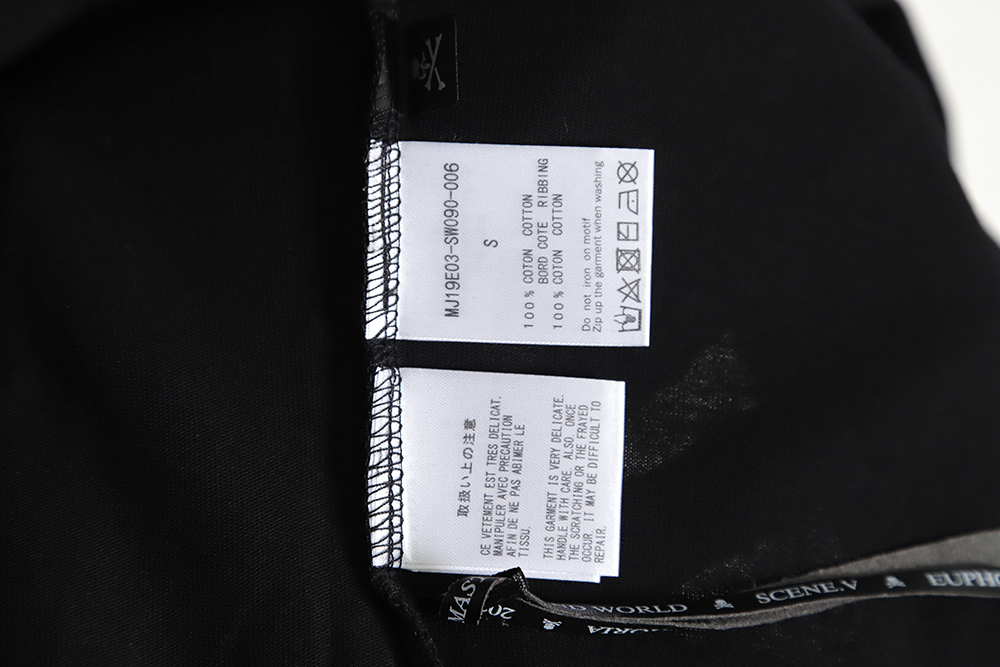 MJ19E03-SW090-006
S
100% COTON COTTON
BORD COTE RIBBING
100% COTON COTTON
Do not iron on motif
Zip up the garment when washing
取扱い上の注意
CE VETEMENT EST TRES DELICAT.
MANIPULER AVEC PRECAUTION
AFIN DE NE PAS ABIMER LE
TISSU.
THIS GARMENT IS VERY DELICATE.
HANDLE WITH CARE. ALSO, ONCE
THE SCRATCHING OR THE FRAYED
OCCUR, IT MAY BE DIFFICULT TO
REPAIR.
WORLD SCENE.V